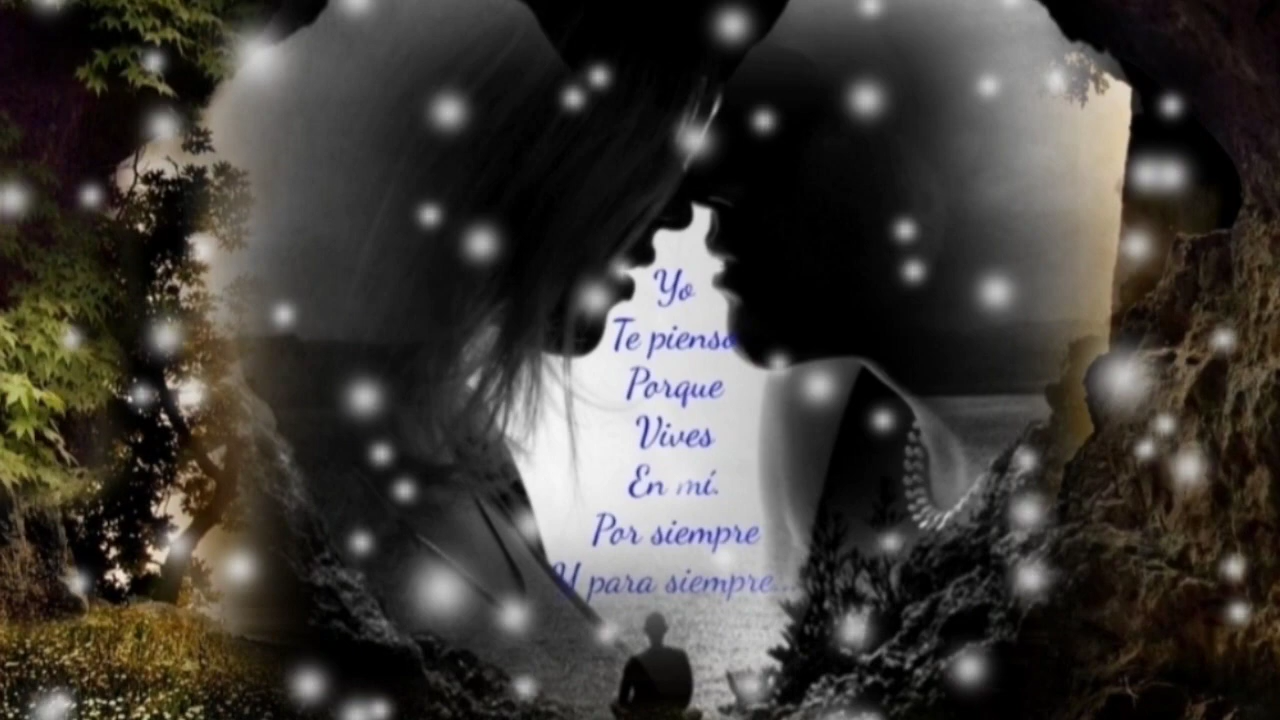 Yo
Te pienso
Porque
Vives
En mí.
Por siempre
Y para siempre...